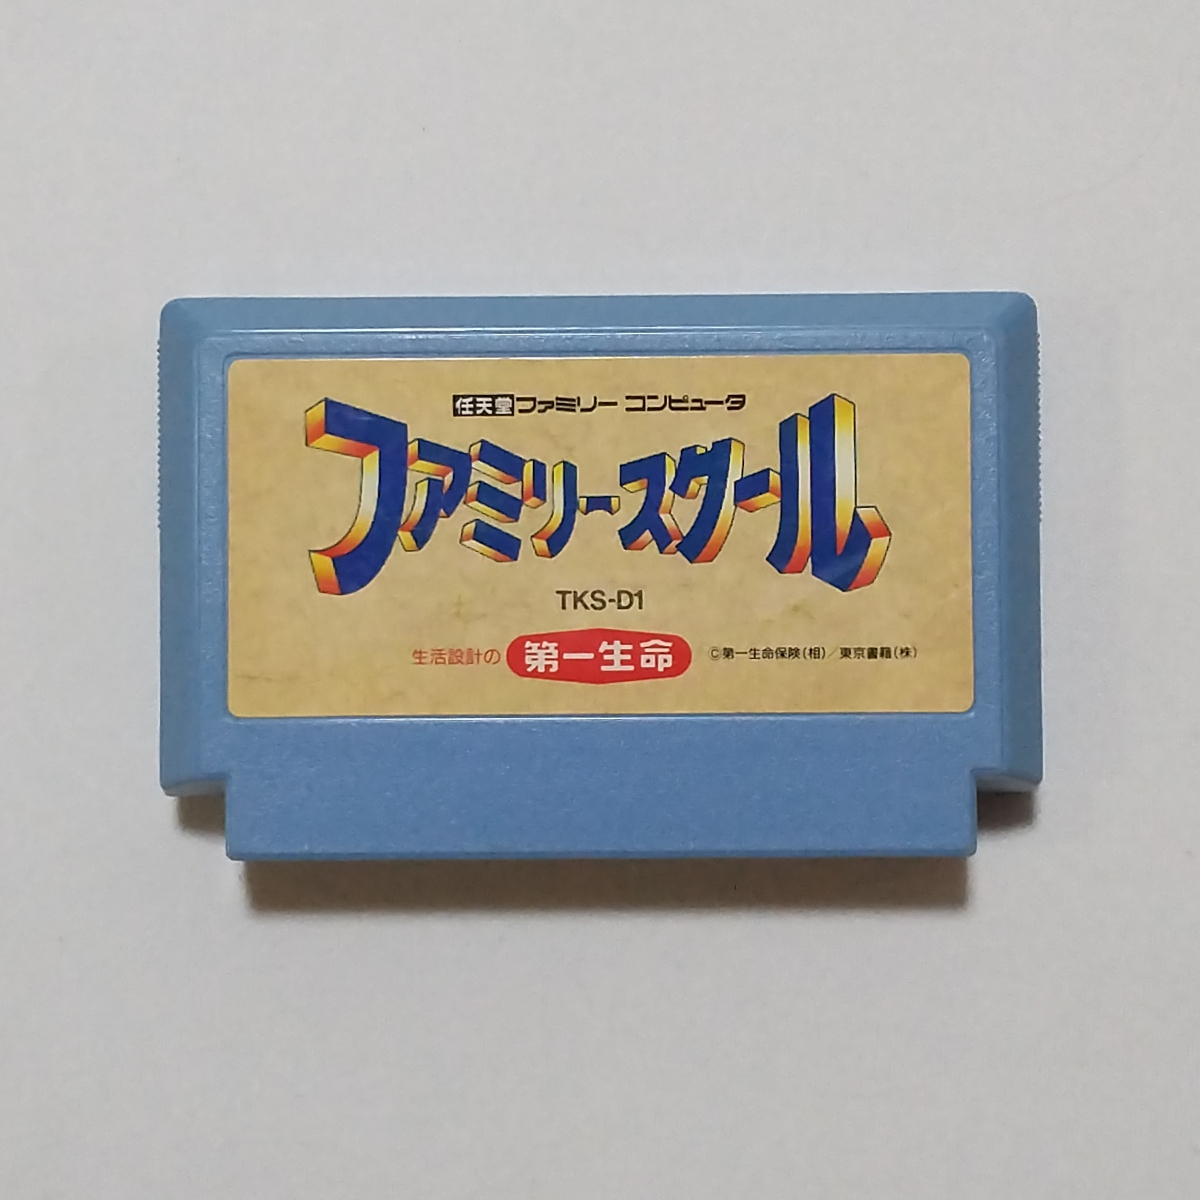 任天堂ファミリー コンピュータ
ファミリースクール
TKS-D1
生活設計の 第一生命 ©第一生命保険(相)/東京書籍(株)